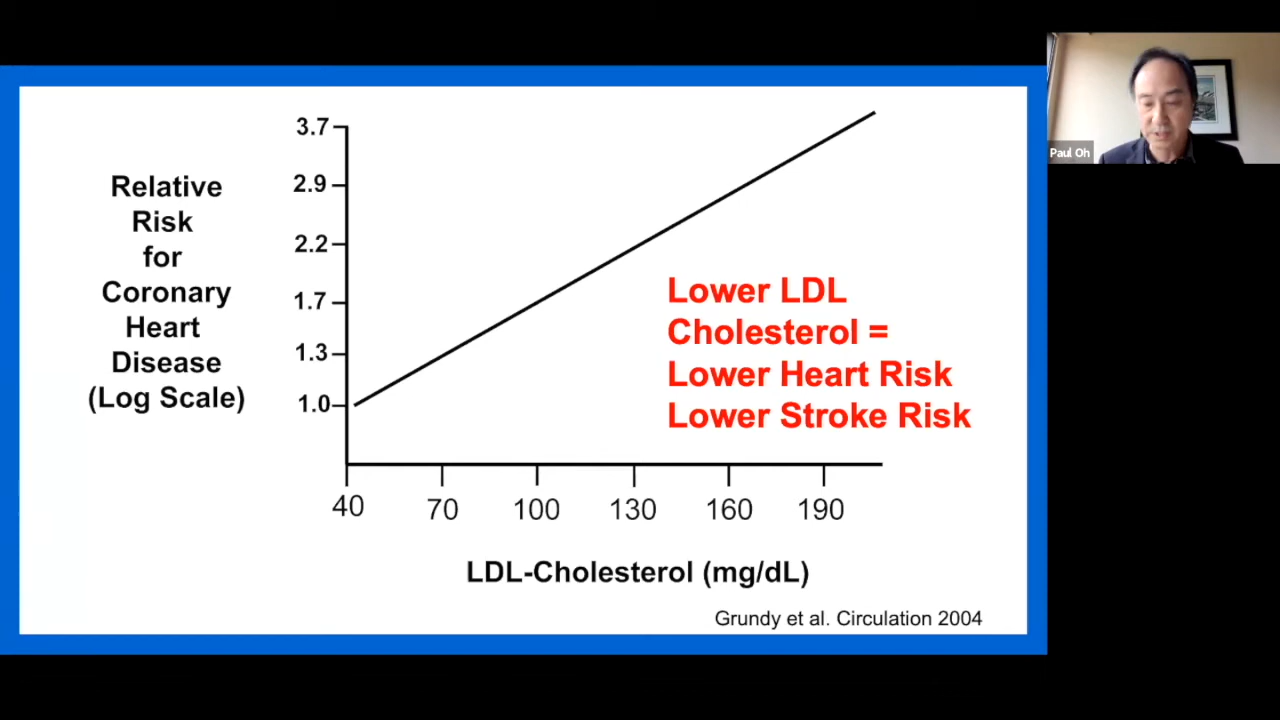 Relative
Risk
for
Coronary
Heart
Disease
(Log Scale)
3.7
2.9
2.2
1.7
1.3
1.0
40 70 100 130 160 190
LDL-Cholesterol (mg/dL)
Lower LDL
Cholesterol =
Lower Heart Risk
Lower Stroke Risk
Grundy et al. Circulation 2004
Paul Oh